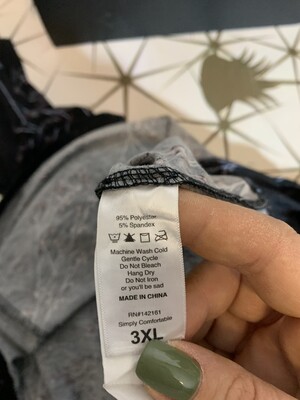 95% Polyester
5% Spandex
Machine Wash Cold
Gentle Cycle
Do Not Bleach
Hang Dry
Do Not Iron
or you'll be sad
MADE IN CHINA
RN#142161
Simply Comfortable
3XL